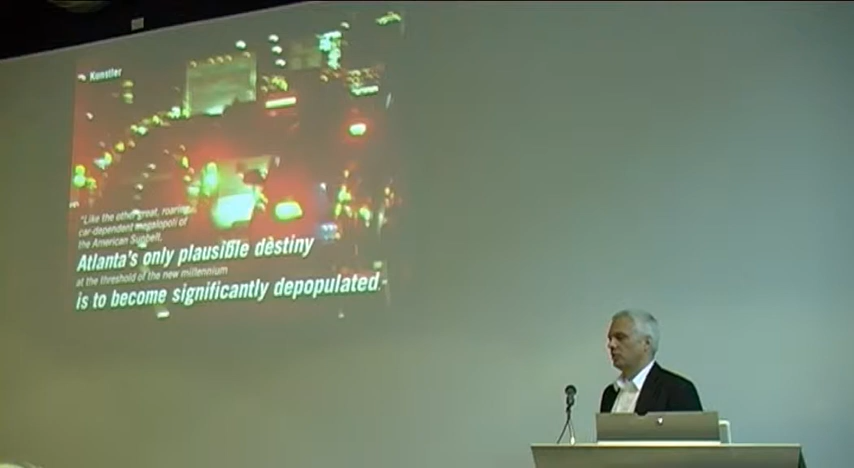 Kunstler
"Like the other great, roaring,
car-dependent megalopoli of
the American Sunbelt,
Atlanta's only plausible destiny
at the threshold of the new millennium
is to become significantly depopulated."